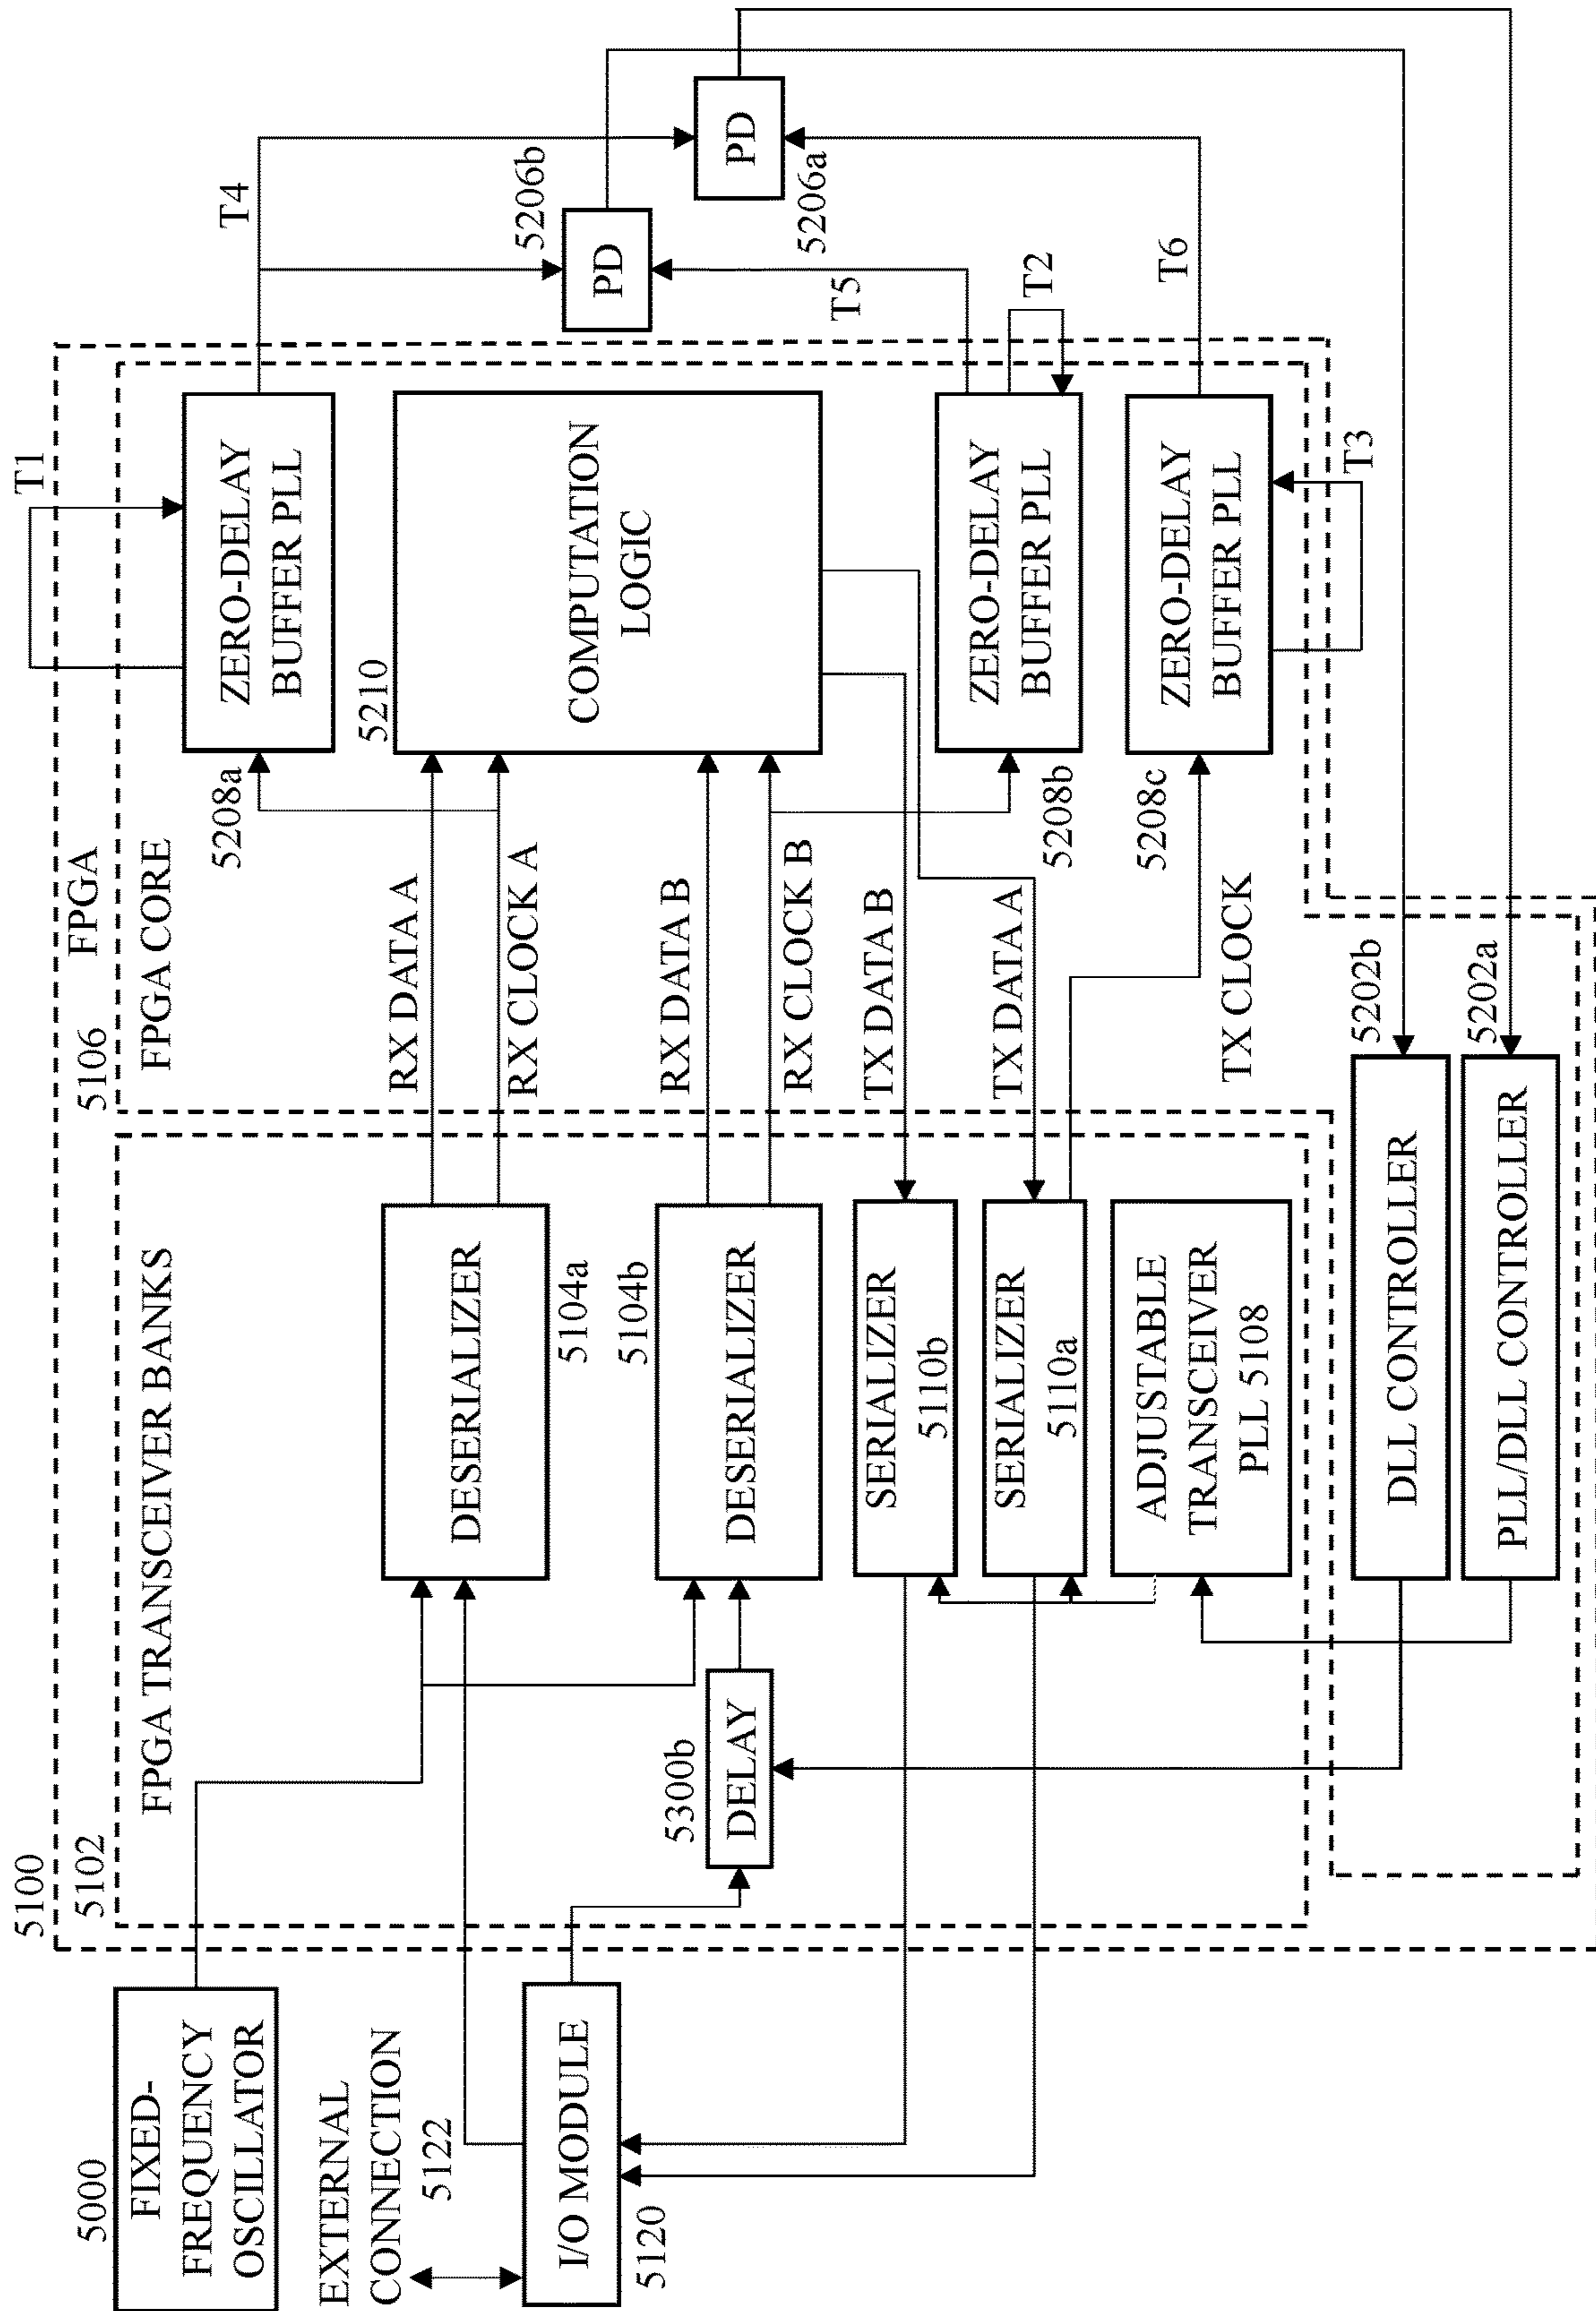 5000
FIXED-
FREQUENCY
OSCILLATOR
EXTERNAL
CONNECTION
5122
I/O MODULE
5120
5100
5102
FPGA TRANSCEIVER BANKS
DESERIALIZER
5104a
5104b
DESERIALIZER
5300b
DELAY
SERIALIZER
5110b
SERIALIZER
5110a
ADJUSTABLE
TRANSCEIVER
PLL 5108
DLL CONTROLLER
5202b
PLL/DLL CONTROLLER
5202a
FPGA
5106
FPGA CORE
RX DATA A
RX CLOCK A
RX DATA B
RX CLOCK B
TX DATA B
TX DATA A
TX CLOCK
T1
5208a
ZERO-DELAY
BUFFER PLL
5210
COMPUTATION
LOGIC
5208b
ZERO-DELAY
BUFFER PLL
5208c
ZERO-DELAY
BUFFER PLL
T3
T4
5206b
PD
PD
5206a
T5
T2
T6